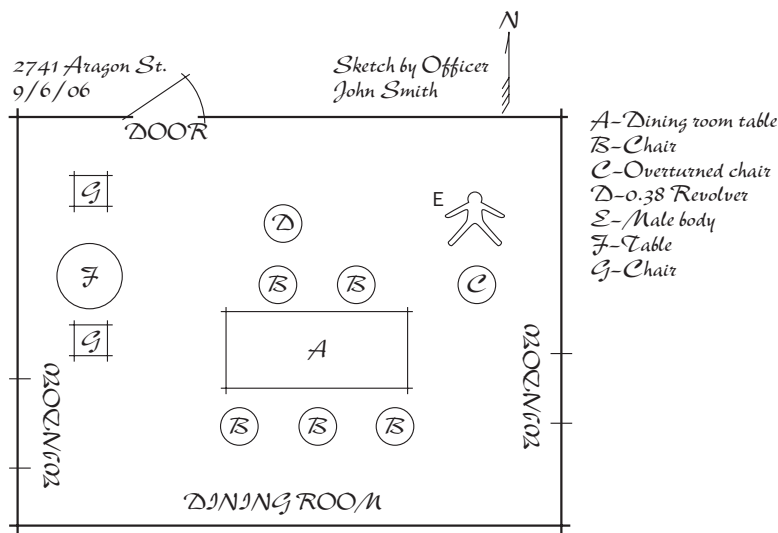 N
2741 Aragon St.
9/6/06
Sketch by Officer
John Smith
DOOR
A-Dining room table
B-Chair
C-Overturned chair
D-0.38 Revolver
E-Male body
F-Table
G-Chair
G
E
D
F
B
B
C
G
A
WINDOW
WINDOW
B
B
B
DINING ROOM